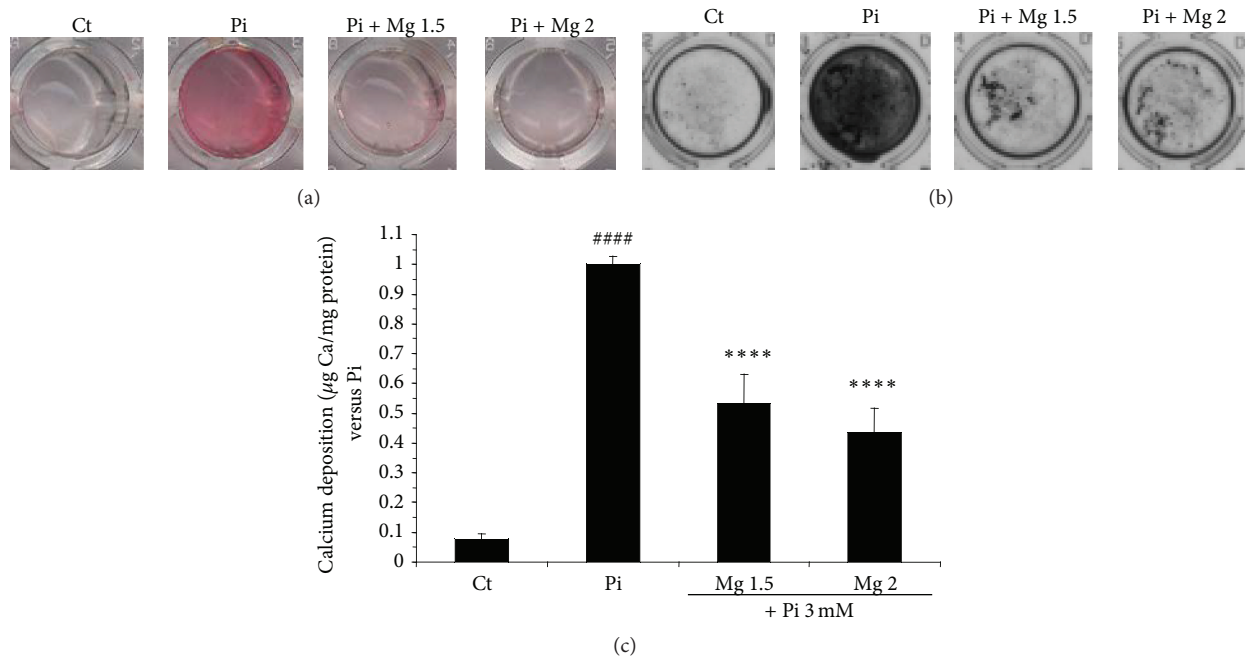 Ct Pi Pi + Mg 1.5 Pi + Mg 2
(a)
Ct Pi Pi + Mg 1.5 Pi + Mg 2
(b)
Calcium deposition (μg Ca/mg protein)
versus Pi
1.1
1
0.9
0.8
0.7
0.6
0.5
0.4
0.3
0.2
0.1
0
####
****
****
Ct Pi Mg 1.5 Mg 2
+ Pi 3 mM
(c)